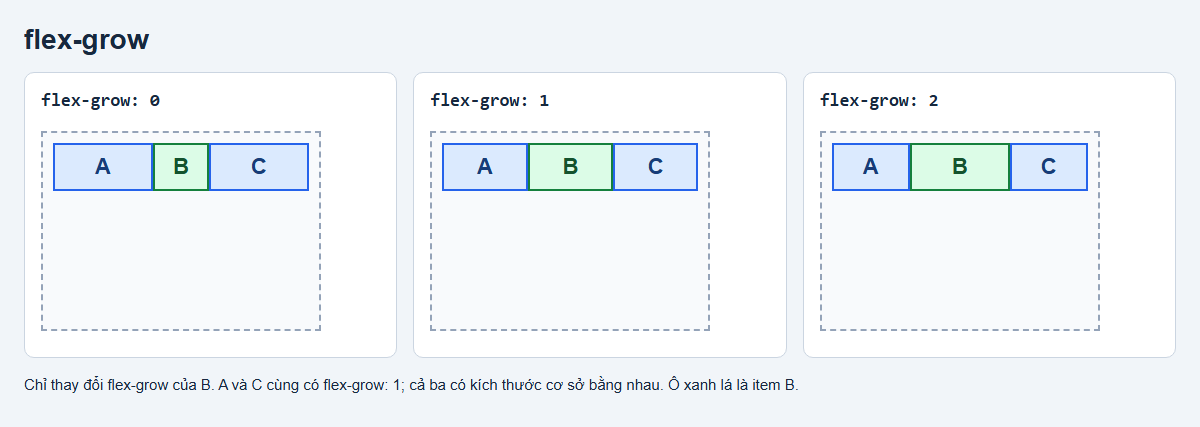 flex-grow
flex-grow: 0
A B C
flex-grow: 1
A B C
flex-grow: 2
A B C
Chỉ thay đổi flex-grow của B. A và C cùng có flex-grow: 1; cả ba có kích thước cơ sở bằng nhau. Ô xanh lá là item B.